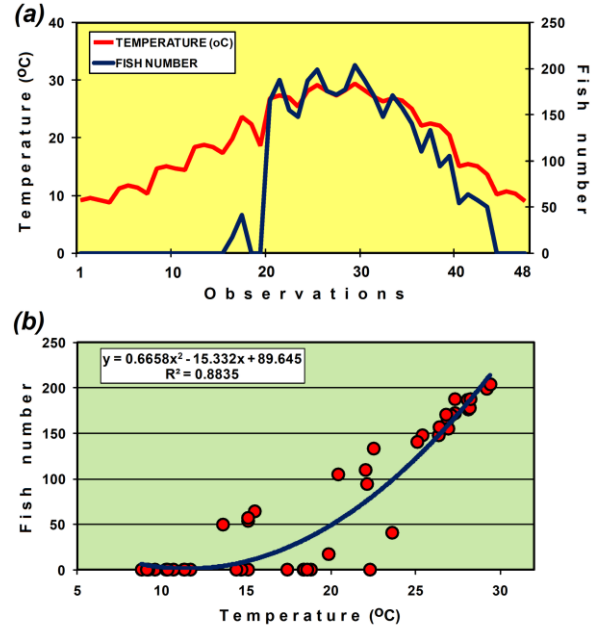 (a)
40
30
20
10
0
Temperature (ºC)
TEMPERATURE (oC)
FISH NUMBER
250
200
150
100
50
0
Fish number
1 10 20 30 40 48
Observations
(b)
250
200
150
100
50
0
Fish number
y = 0.6658x² - 15.332x + 89.645
R² = 0.8835
5 10 15 20 25 30
Temperature (ºC)